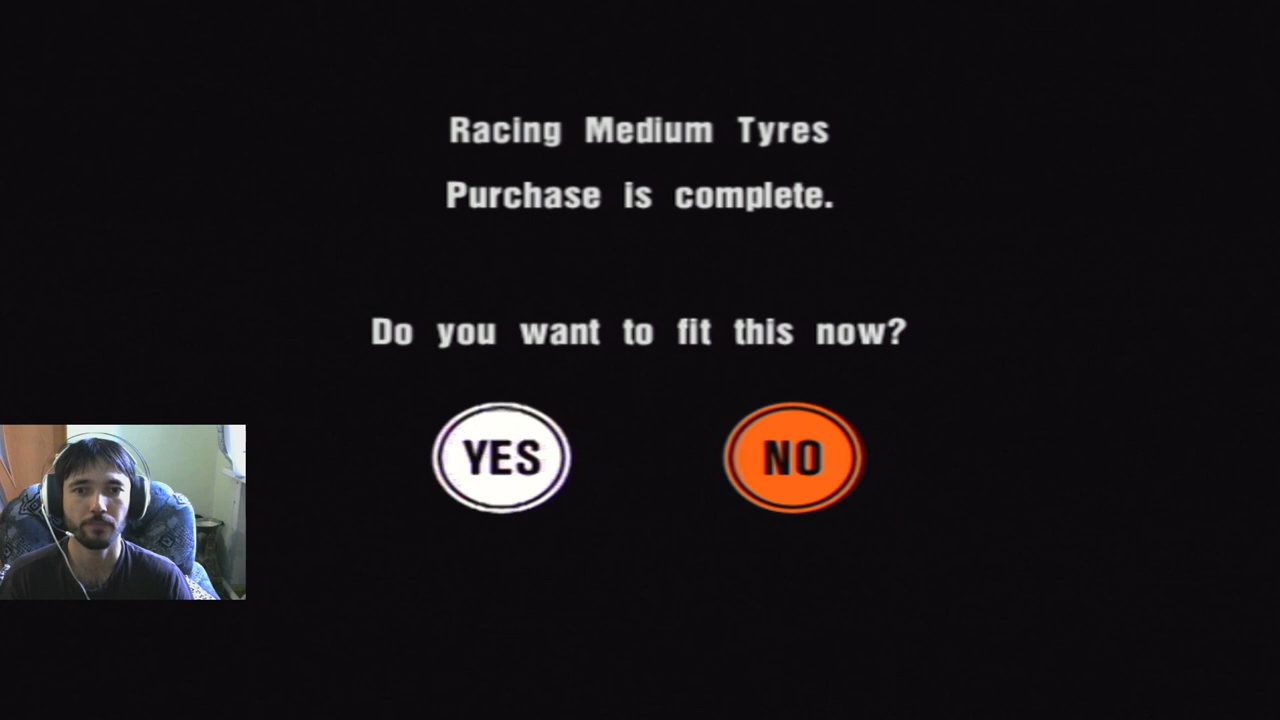 Racing Medium Tyres
Purchase is complete.
Do you want to fit this now?
YES NO